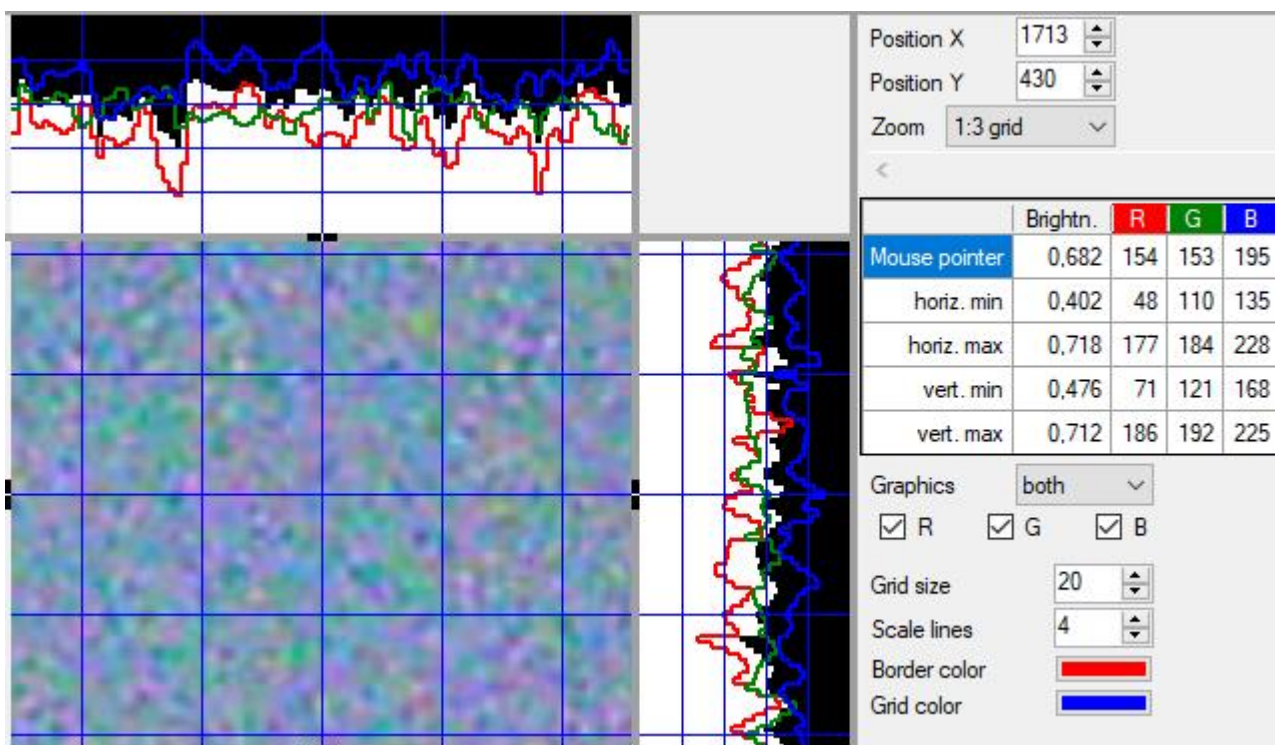 Position X 1713
Position Y 430
Zoom 1:3 grid
<
Brightn. R G B
Mouse pointer 0,682 154 153 195
horiz. min 0,402 48 110 135
horiz. max 0,718 177 184 228
vert. min 0,476 71 121 168
vert. max 0,712 186 192 225
Graphics both
R G B
Grid size 20
Scale lines 4
Border color
Grid color